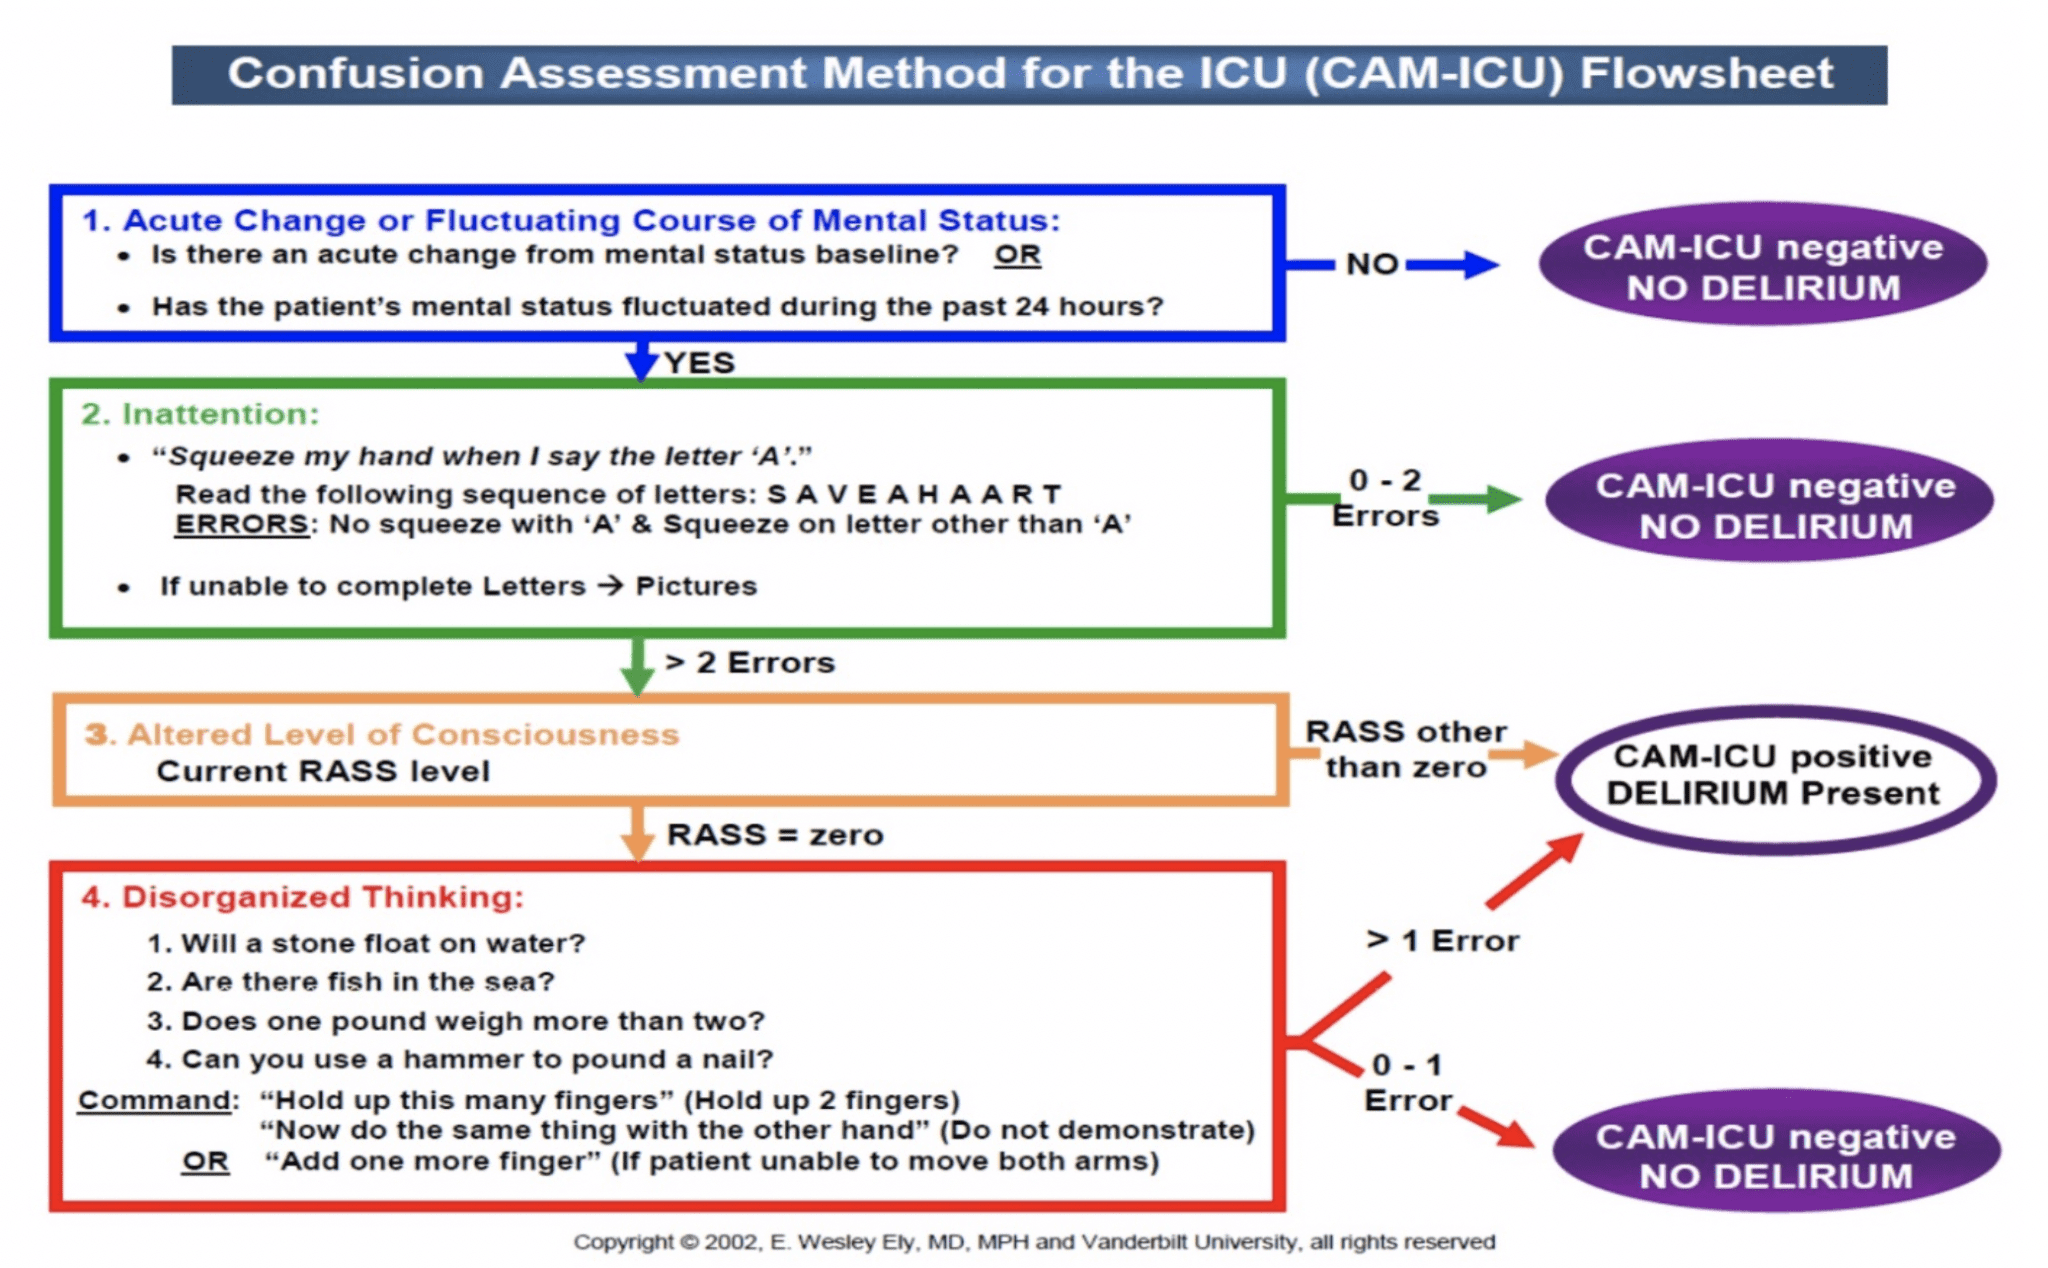 Confusion Assessment Method for the ICU (CAM-ICU) Flowsheet
1. Acute Change or Fluctuating Course of Mental Status:
• Is there an acute change from mental status baseline? OR
• Has the patient's mental status fluctuated during the past 24 hours?
NO
CAM-ICU negative
NO DELIRIUM
YES
2. Inattention:
• “Squeeze my hand when I say the letter ‘A’.”
Read the following sequence of letters: S A V E A H A A R T
ERRORS: No squeeze with ‘A’ & Squeeze on letter other than ‘A’
• If unable to complete Letters → Pictures
0 - 2
Errors
CAM-ICU negative
NO DELIRIUM
> 2 Errors
3. Altered Level of Consciousness
Current RASS level
RASS other
than zero
CAM-ICU positive
DELIRIUM Present
RASS = zero
4. Disorganized Thinking:
1. Will a stone float on water?
2. Are there fish in the sea?
3. Does one pound weigh more than two?
4. Can you use a hammer to pound a nail?
Command: “Hold up this many fingers” (Hold up 2 fingers)
“Now do the same thing with the other hand” (Do not demonstrate)
OR “Add one more finger” (If patient unable to move both arms)
> 1 Error
0 - 1
Error
CAM-ICU negative
NO DELIRIUM
Copyright © 2002, E. Wesley Ely, MD, MPH and Vanderbilt University, all rights reserved